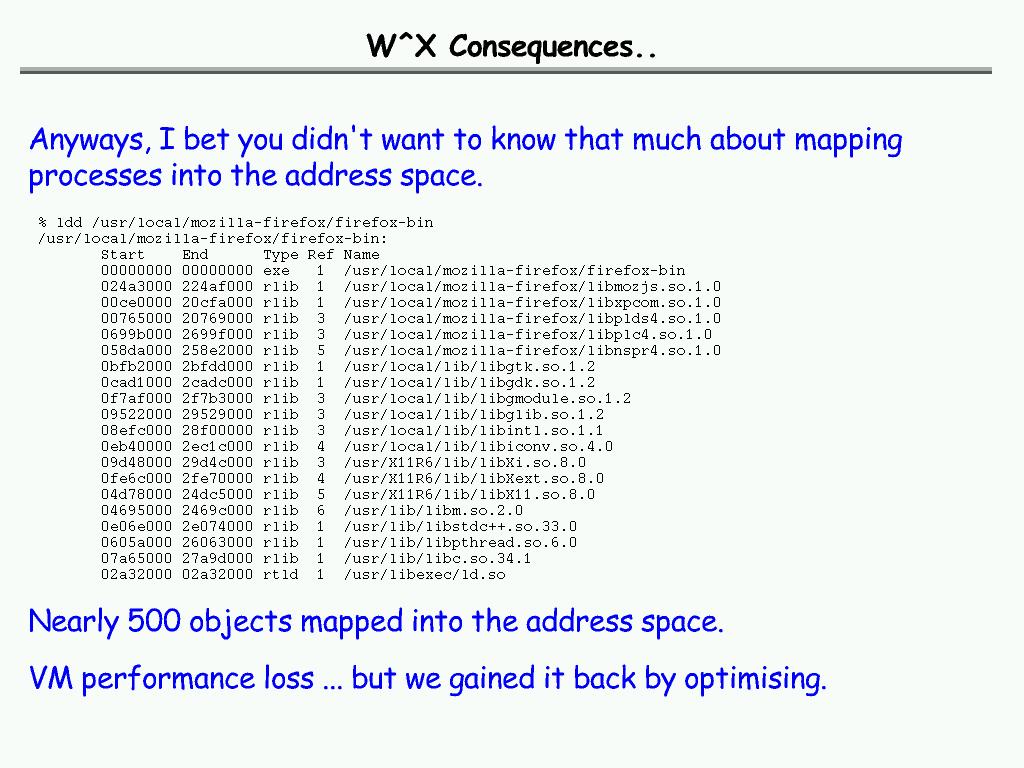 W^X Consequences..
Anyways, I bet you didn't want to know that much about mapping
processes into the address space.
% ldd /usr/local/mozilla-firefox/firefox-bin
/usr/local/mozilla-firefox/firefox-bin:
Start End Type Ref Name
00000000 00000000 exe 1 /usr/local/mozilla-firefox/firefox-bin
024a3000 224af000 rlib 1 /usr/local/mozilla-firefox/libmozjs.so.1.0
00ce0000 20cfa000 rlib 1 /usr/local/mozilla-firefox/libxpcom.so.1.0
00765000 20769000 rlib 3 /usr/local/mozilla-firefox/libplds4.so.1.0
0699b000 2699f000 rlib 3 /usr/local/mozilla-firefox/libplc4.so.1.0
058da000 258e2000 rlib 5 /usr/local/mozilla-firefox/libnspr4.so.1.0
0bfb2000 2bfdd000 rlib 1 /usr/local/lib/libgtk.so.1.2
0cad1000 2cadc000 rlib 1 /usr/local/lib/libgdk.so.1.2
0f7af000 2f7b3000 rlib 3 /usr/local/lib/libgmodule.so.1.2
09522000 29529000 rlib 3 /usr/local/lib/libglib.so.1.2
08efc000 28f00000 rlib 3 /usr/local/lib/libintl.so.1.1
0eb40000 2ec1c000 rlib 4 /usr/local/lib/libiconv.so.4.0
09d48000 29d4c000 rlib 3 /usr/X11R6/lib/libXi.so.8.0
0fe6c000 2fe70000 rlib 4 /usr/X11R6/lib/libXext.so.8.0
04d78000 24dc5000 rlib 5 /usr/X11R6/lib/libX11.so.8.0
04695000 2469c000 rlib 6 /usr/lib/libm.so.2.0
0e06e000 2e074000 rlib 1 /usr/lib/libstdc++.so.33.0
0605a000 26063000 rlib 1 /usr/lib/libpthread.so.6.0
07a65000 27a9d000 rlib 1 /usr/lib/libc.so.34.1
02a32000 02a32000 rtld 1 /usr/libexec/ld.so
Nearly 500 objects mapped into the address space.
VM performance loss ... but we gained it back by optimising.